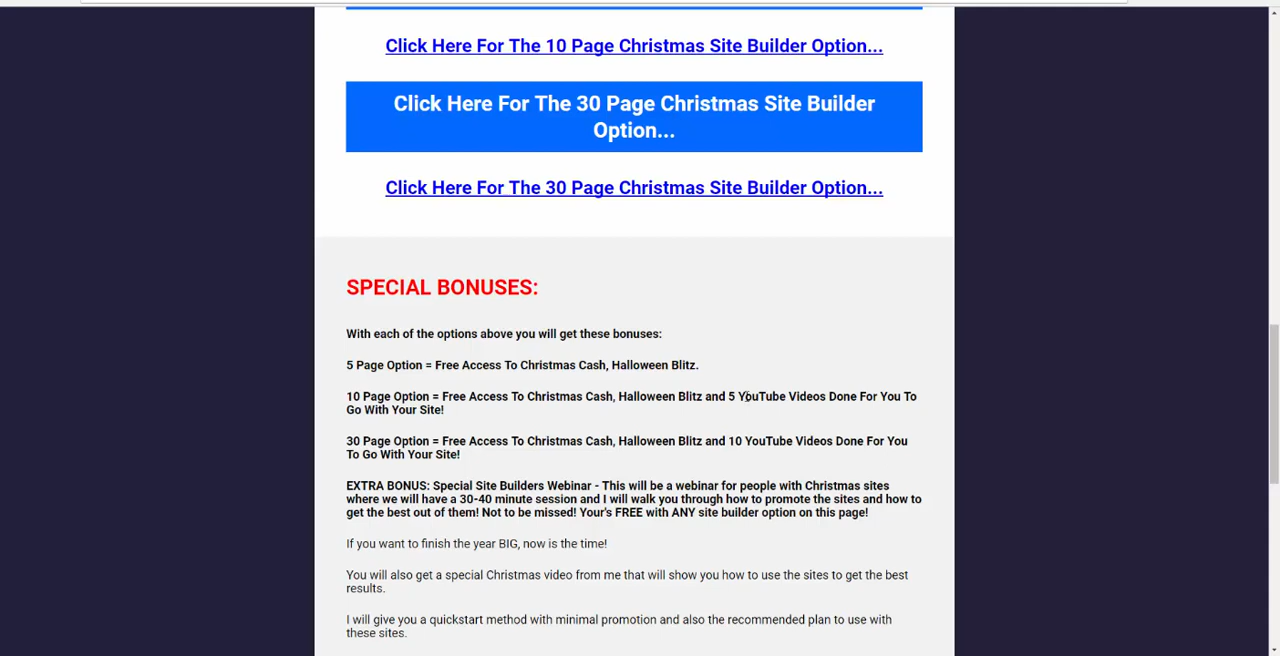 Click Here For The 10 Page Christmas Site Builder Option...
Click Here For The 30 Page Christmas Site Builder
Option...
Click Here For The 30 Page Christmas Site Builder Option...
SPECIAL BONUSES:
With each of the options above you will get these bonuses:
5 Page Option = Free Access To Christmas Cash, Halloween Blitz.
10 Page Option = Free Access To Christmas Cash, Halloween Blitz and 5 YouTube Videos Done For You To
Go With Your Site!
30 Page Option = Free Access To Christmas Cash, Halloween Blitz and 10 YouTube Videos Done For You
To Go With Your Site!
EXTRA BONUS: Special Site Builders Webinar - This will be a webinar for people with Christmas sites
where we will have a 30-40 minute session and I will walk you through how to promote the sites and how to
get the best out of them! Not to be missed! Your's FREE with ANY site builder option on this page!
If you want to finish the year BIG, now is the time!
You will also get a special Christmas video from me that will show you how to use the sites to get the best
results.
I will give you a quickstart method with minimal promotion and also the recommended plan to use with
these sites.